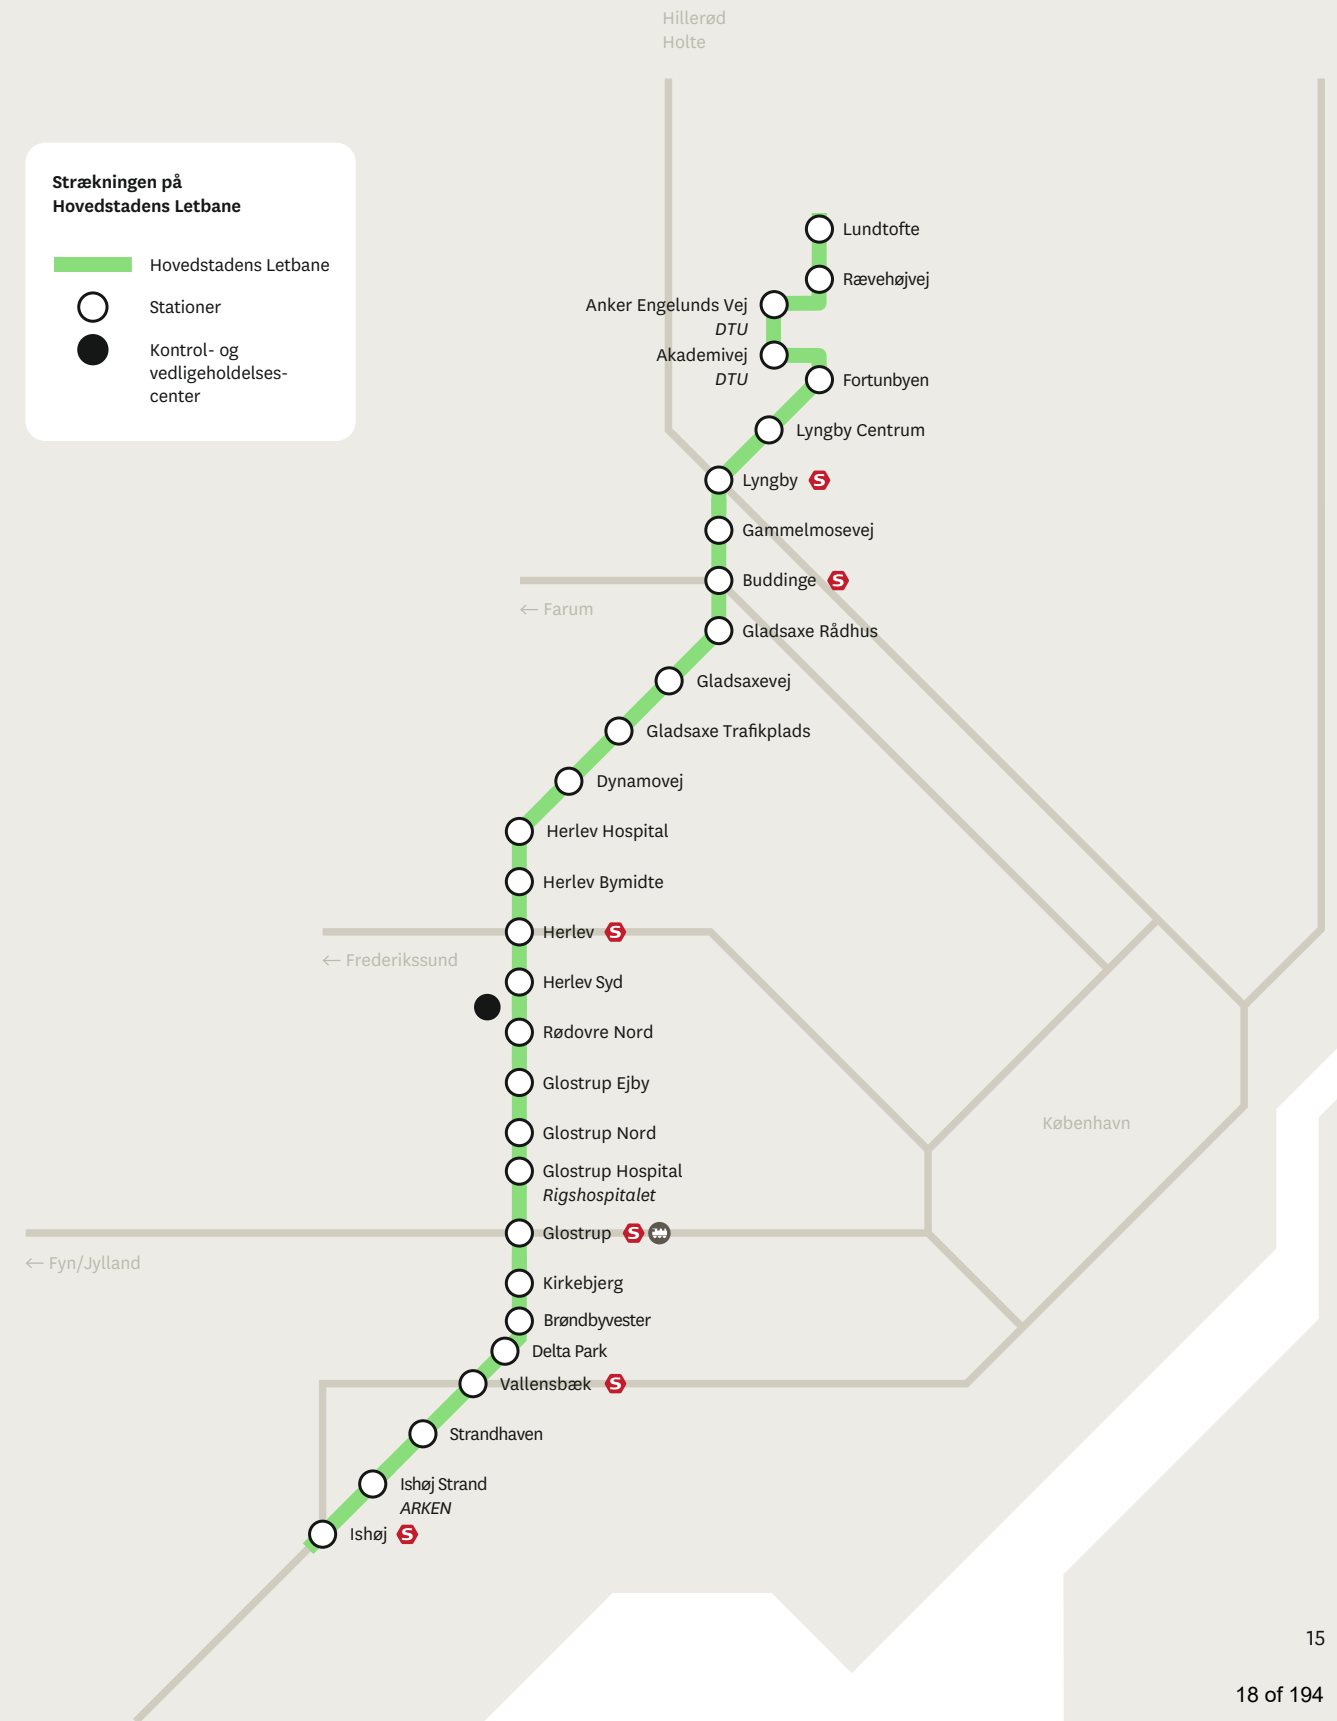 Hillerød
Holte
Strækningen på
Hovedstadens Letbane
Hovedstadens Letbane
Stationer
Kontrol- og
vedligeholdelses-
center
Lundtofte
Rævehøjvej
Anker Engelunds Vej
DTU
Akademivej
DTU
Fortunbyen
Lyngby Centrum
Lyngby S
Gammelmosevej
Buddinge S
← Farum
Gladsaxe Rådhus
Gladsaxevej
Gladsaxe Trafikplads
Dynamovej
Herlev Hospital
Herlev Bymidte
Herlev S
← Frederikssund
Herlev Syd
Rødovre Nord
Glostrup Ejby
København
Glostrup Nord
Glostrup Hospital
Rigshospitalet
Glostrup S
← Fyn/Jylland
Kirkebjerg
Brøndbyvester
Delta Park
Vallensbæk S
Strandhaven
Ishøj Strand
ARKEN
Ishøj S
15
18 of 194